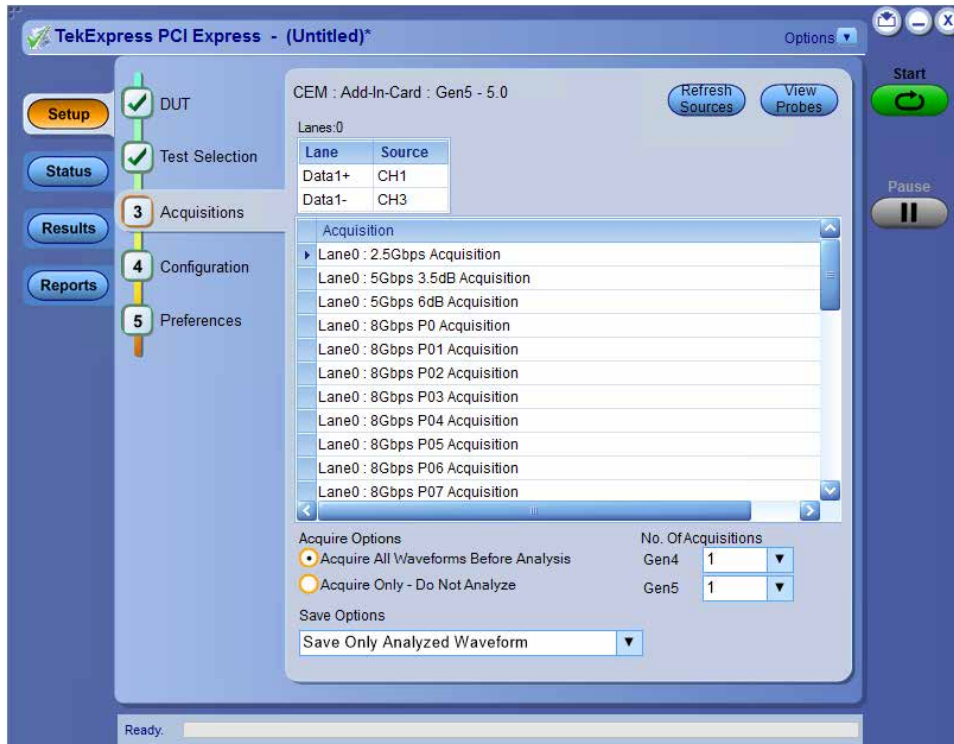 TekExpress PCI Express - (Untitled)*
Options
X
Start
Pause
Setup
Status
Results
Reports
DUT
Test Selection
3 Acquisitions
4 Configuration
5 Preferences
CEM : Add-In-Card : Gen5 - 5.0
Refresh Sources
View Probes
Lanes:0
Lane Source
Data1+ CH1
Data1- CH3
Acquisition
Lane0 : 2.5Gbps Acquisition
Lane0 : 5Gbps 3.5dB Acquisition
Lane0 : 5Gbps 6dB Acquisition
Lane0 : 8Gbps P0 Acquisition
Lane0 : 8Gbps P01 Acquisition
Lane0 : 8Gbps P02 Acquisition
Lane0 : 8Gbps P03 Acquisition
Lane0 : 8Gbps P04 Acquisition
Lane0 : 8Gbps P05 Acquisition
Lane0 : 8Gbps P06 Acquisition
Lane0 : 8Gbps P07 Acquisition
Acquire Options
Acquire All Waveforms Before Analysis
Acquire Only - Do Not Analyze
No. Of Acquisitions
Gen4 1
Gen5 1
Save Options
Save Only Analyzed Waveform
Ready.